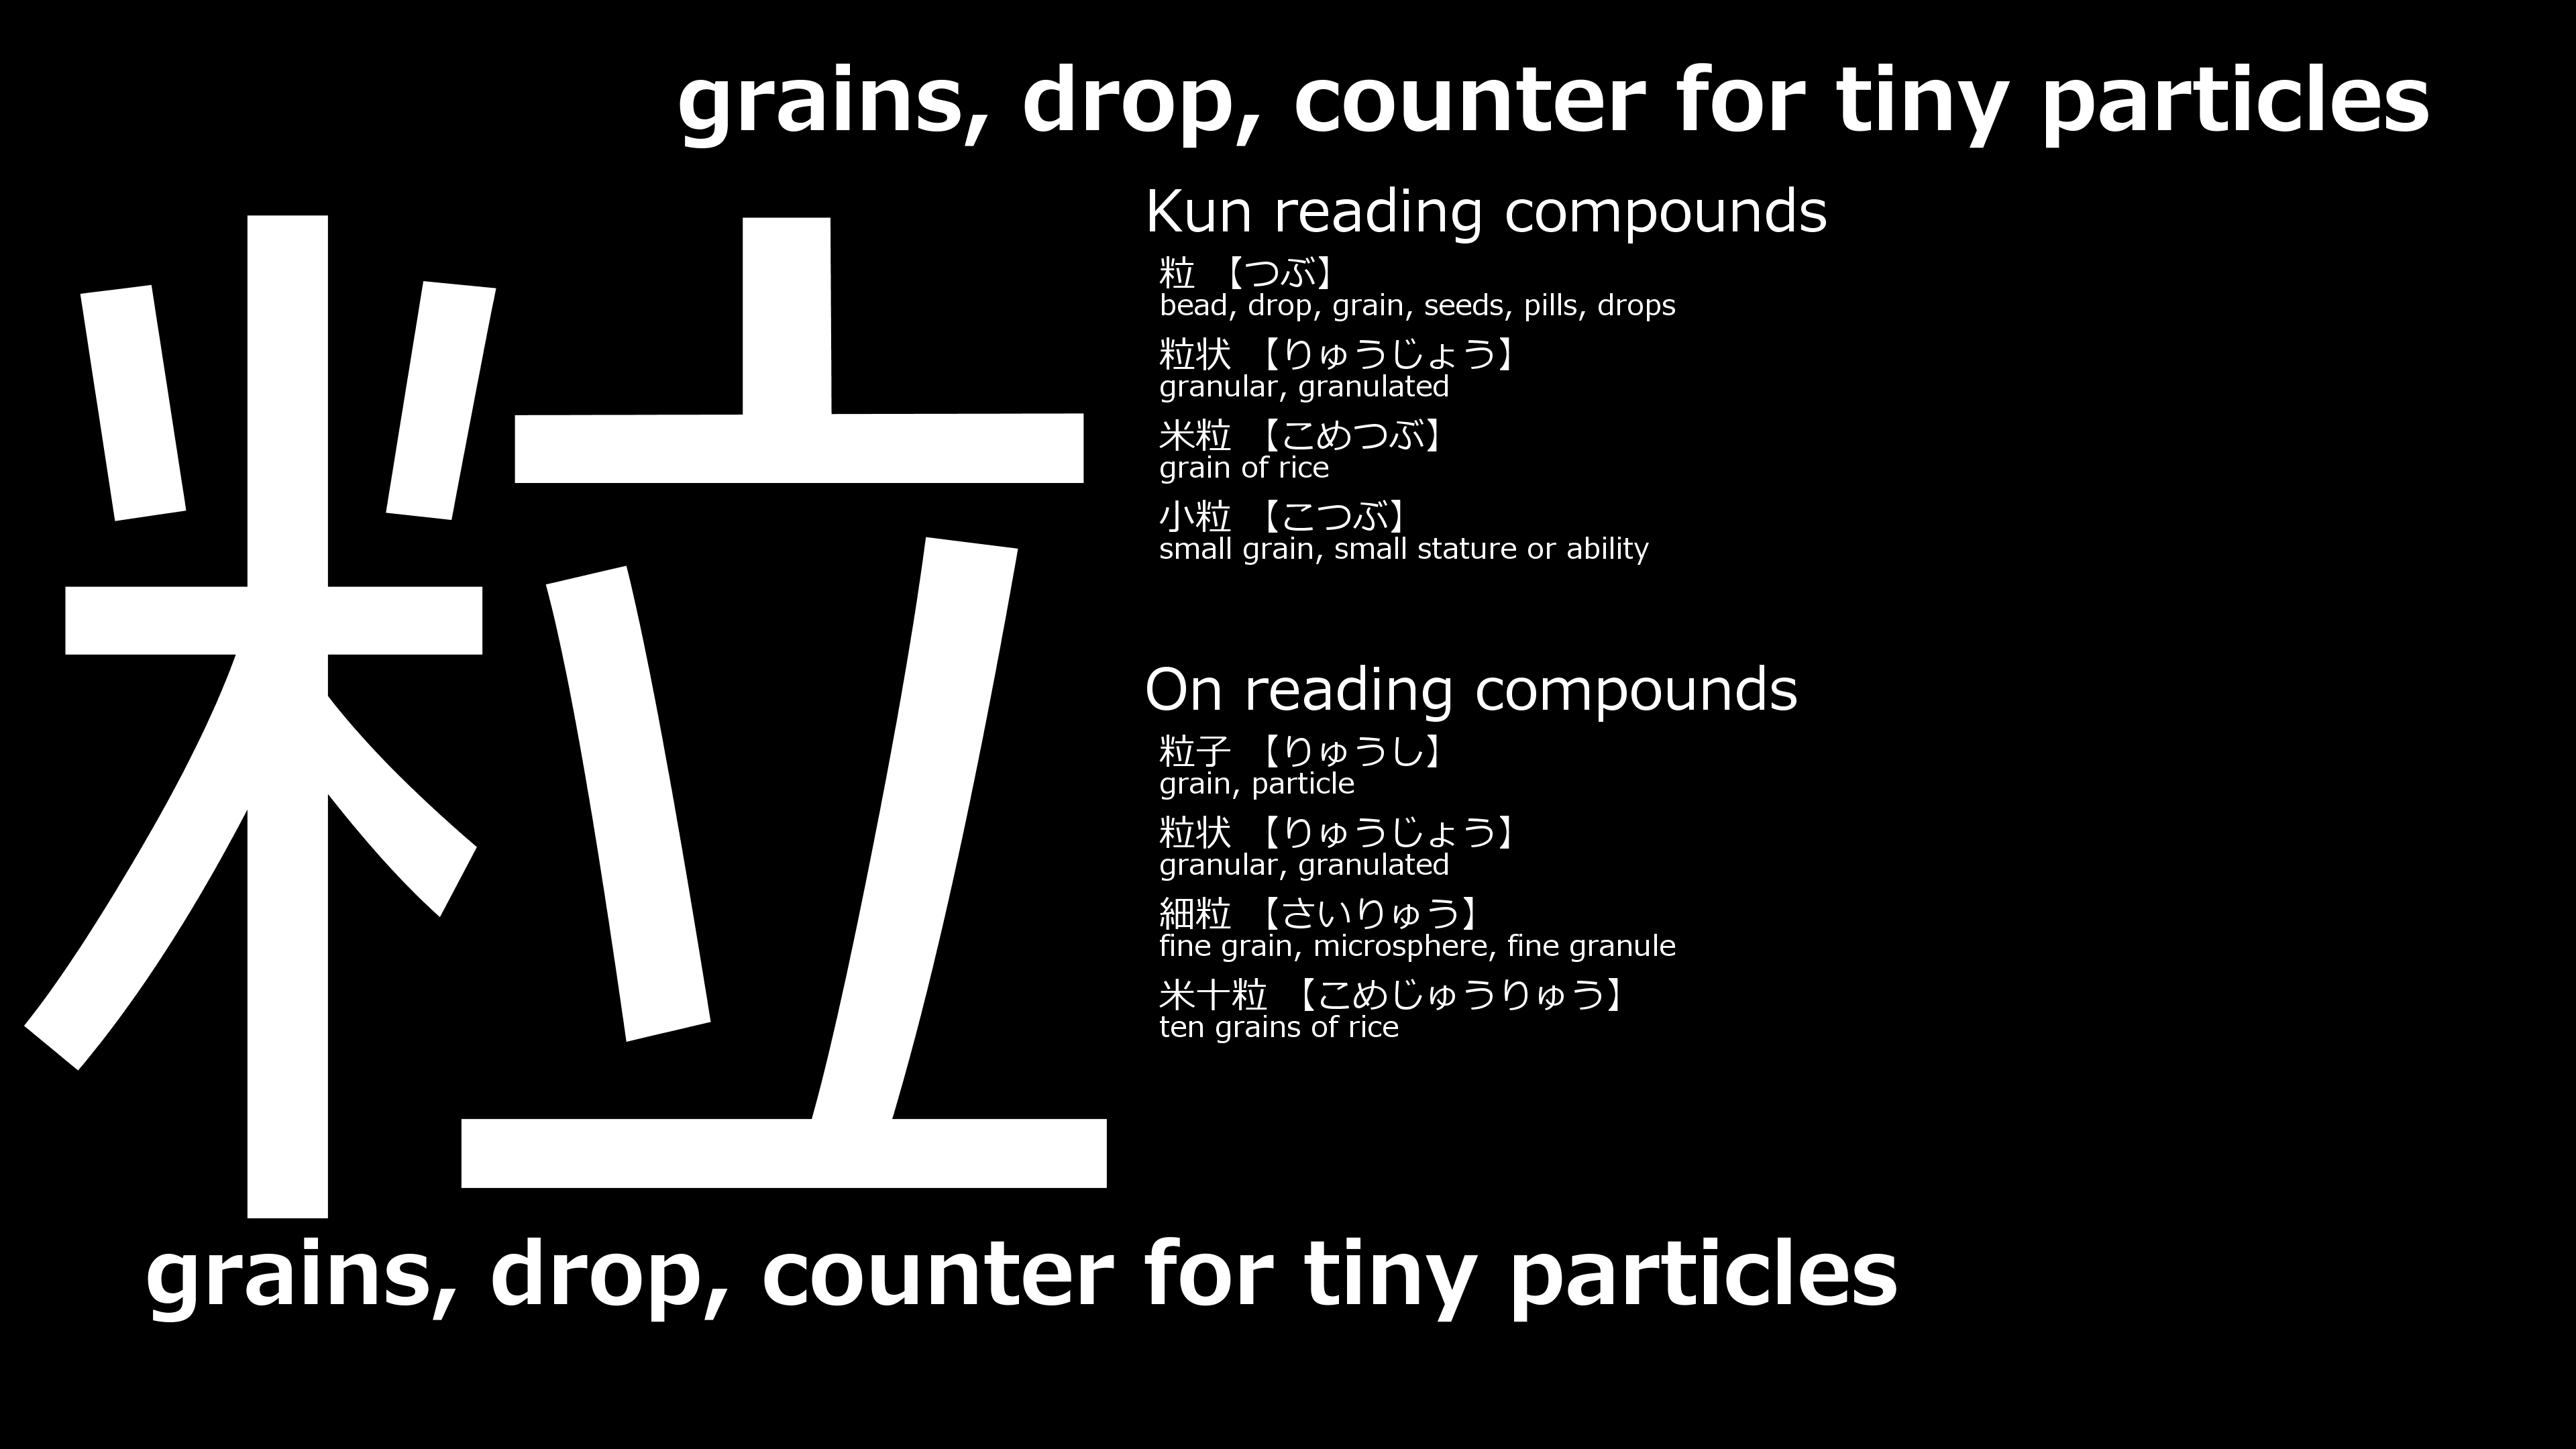 grains, drop, counter for tiny particles
粒
Kun reading compounds
粒 【つぶ】
bead, drop, grain, seeds, pills, drops
粒状 【りゅうじょう】
granular, granulated
米粒 【こめつぶ】
grain of rice
小粒 【こつぶ】
small grain, small stature or ability
On reading compounds
粒子 【りゅうし】
grain, particle
粒状 【りゅうじょう】
granular, granulated
細粒 【さいりゅう】
fine grain, microsphere, fine granule
米十粒 【こめじゅうりゅう】
ten grains of rice
grains, drop, counter for tiny particles